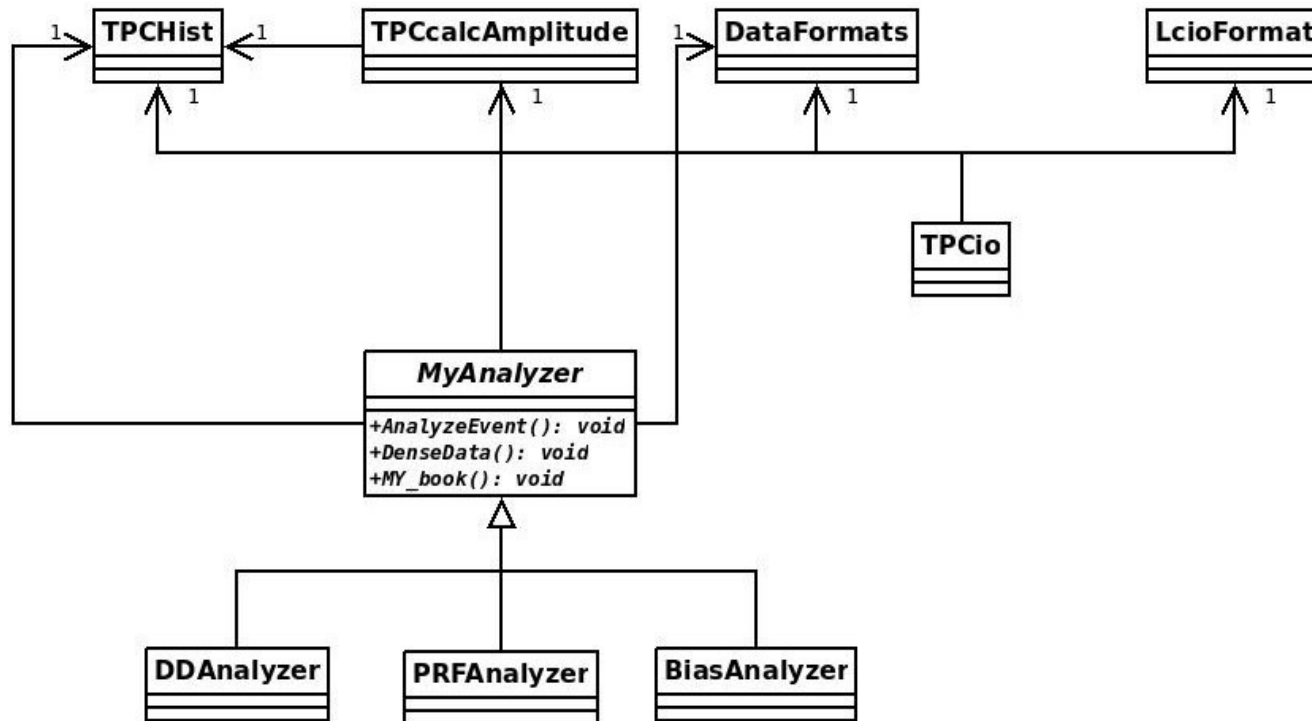 TPCHist
TPCcalcAmplitude
DataFormats
LcioFormat
1
1
1
1
1
1
1
TPCio
MyAnalyzer
+AnalyzeEvent(): void
+DenseData(): void
+MY_book(): void
DDAnalyzer
PRFAnalyzer
BiasAnalyzer